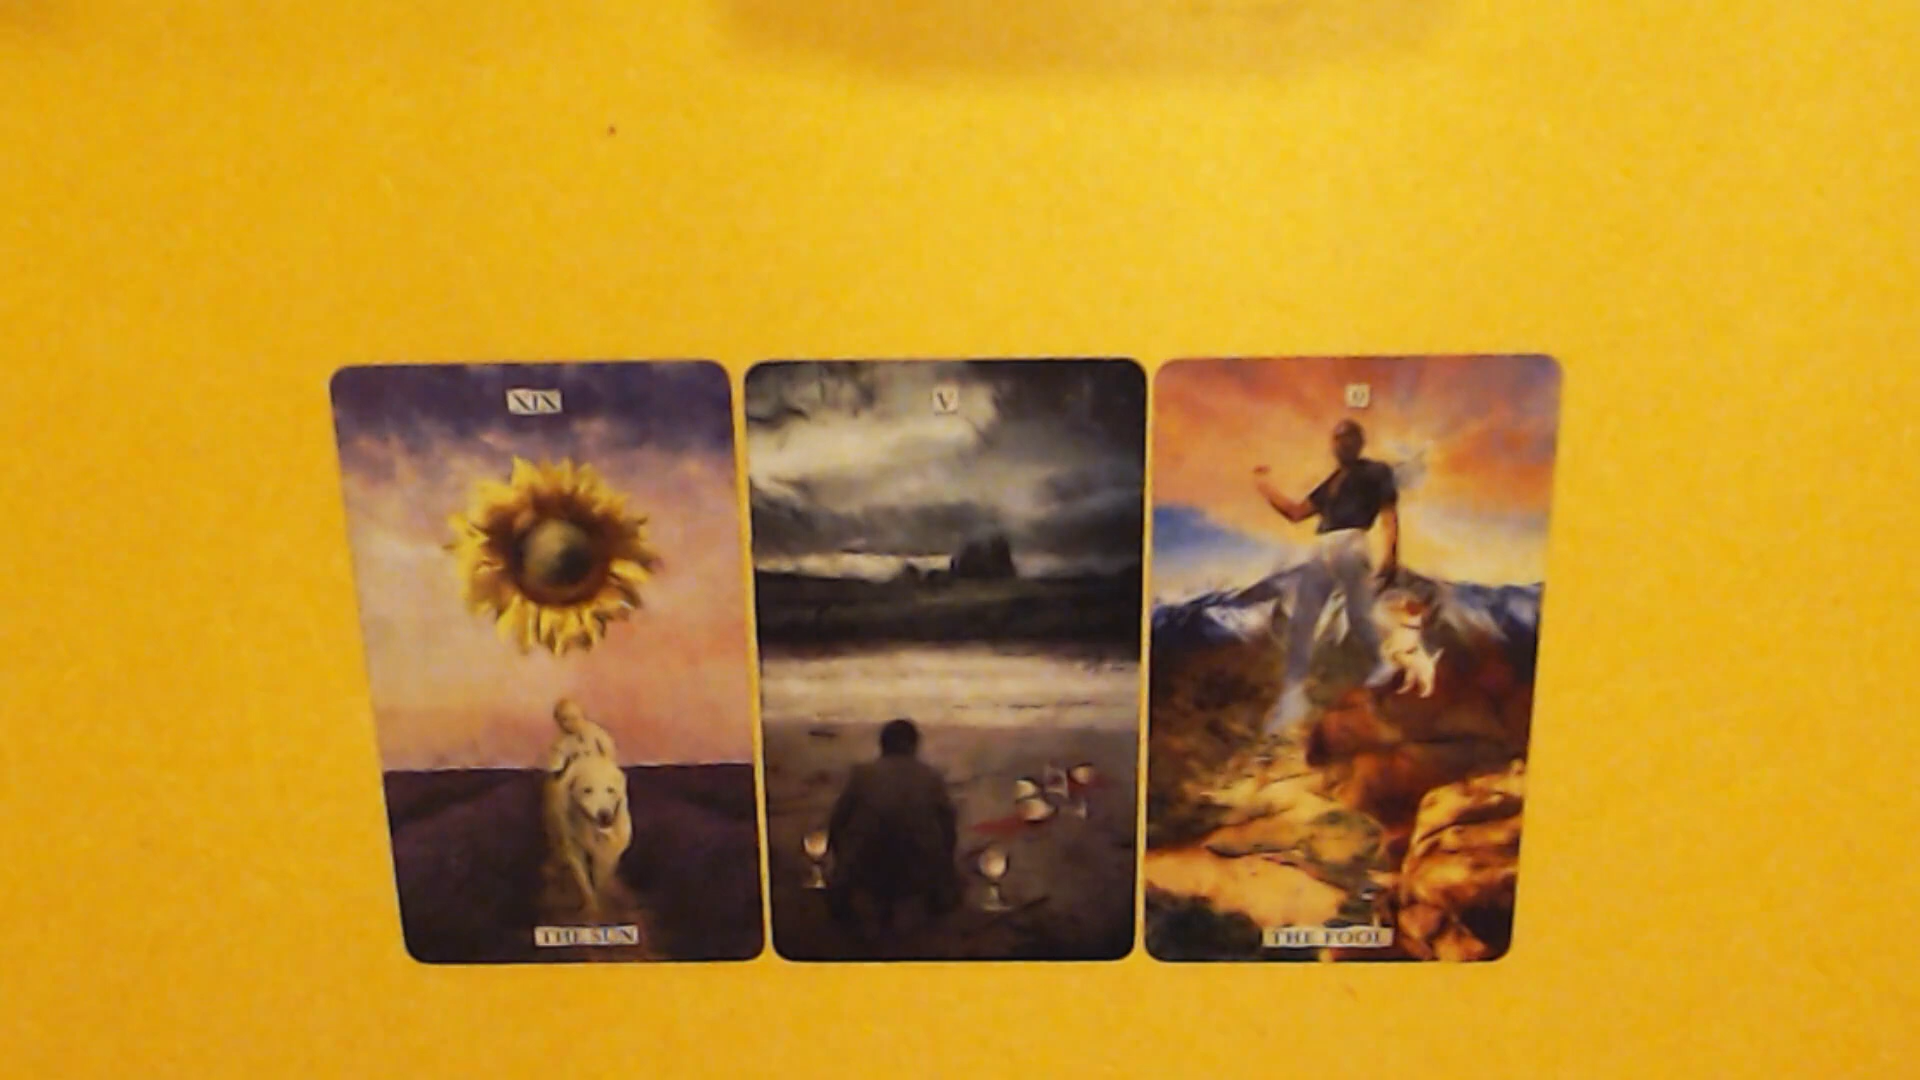 XIX
V
0
THE SUN
THE FOOL